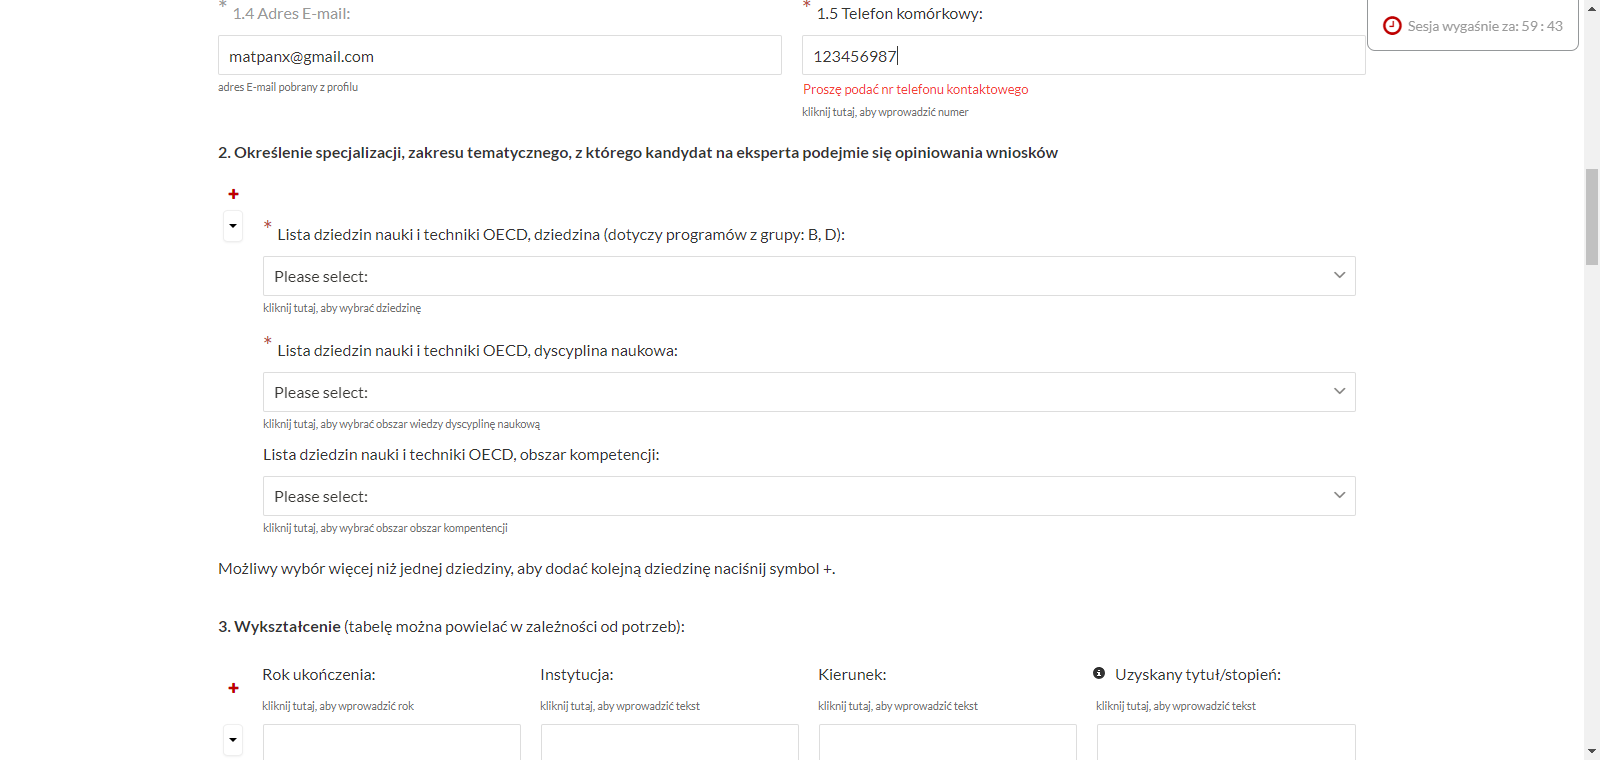 * 1.4 Adres E-mail:
* 1.5 Telefon komórkowy:
Sesja wygaśnie za: 59 : 43
matpanx@gmail.com
123456987
adres E-mail pobrany z profilu
Proszę podać nr telefonu kontaktowego
kliknij tutaj, aby wprowadzić numer
2. Określenie specjalizacji, zakresu tematycznego, z którego kandydat na eksperta podejmie się opiniowania wniosków
* Lista dziedzin nauki i techniki OECD, dziedzina (dotyczy programów z grupy: B, D):
Please select:
kliknij tutaj, aby wybrać dziedzinę
* Lista dziedzin nauki i techniki OECD, dyscyplina naukowa:
Please select:
kliknij tutaj, aby wybrać obszar wiedzy dyscyplinę naukową
Lista dziedzin nauki i techniki OECD, obszar kompetencji:
Please select:
kliknij tutaj, aby wybrać obszar obszar kompentencji
Możliwy wybór więcej niż jednej dziedziny, aby dodać kolejną dziedzinę naciśnij symbol +.
3. Wykształcenie (tabelę można powielać w zależności od potrzeb):
Rok ukończenia:
Instytucja:
Kierunek:
Uzyskany tytuł/stopień:
kliknij tutaj, aby wprowadzić rok
kliknij tutaj, aby wprowadzić tekst
kliknij tutaj, aby wprowadzić tekst
kliknij tutaj, aby wprowadzić tekst